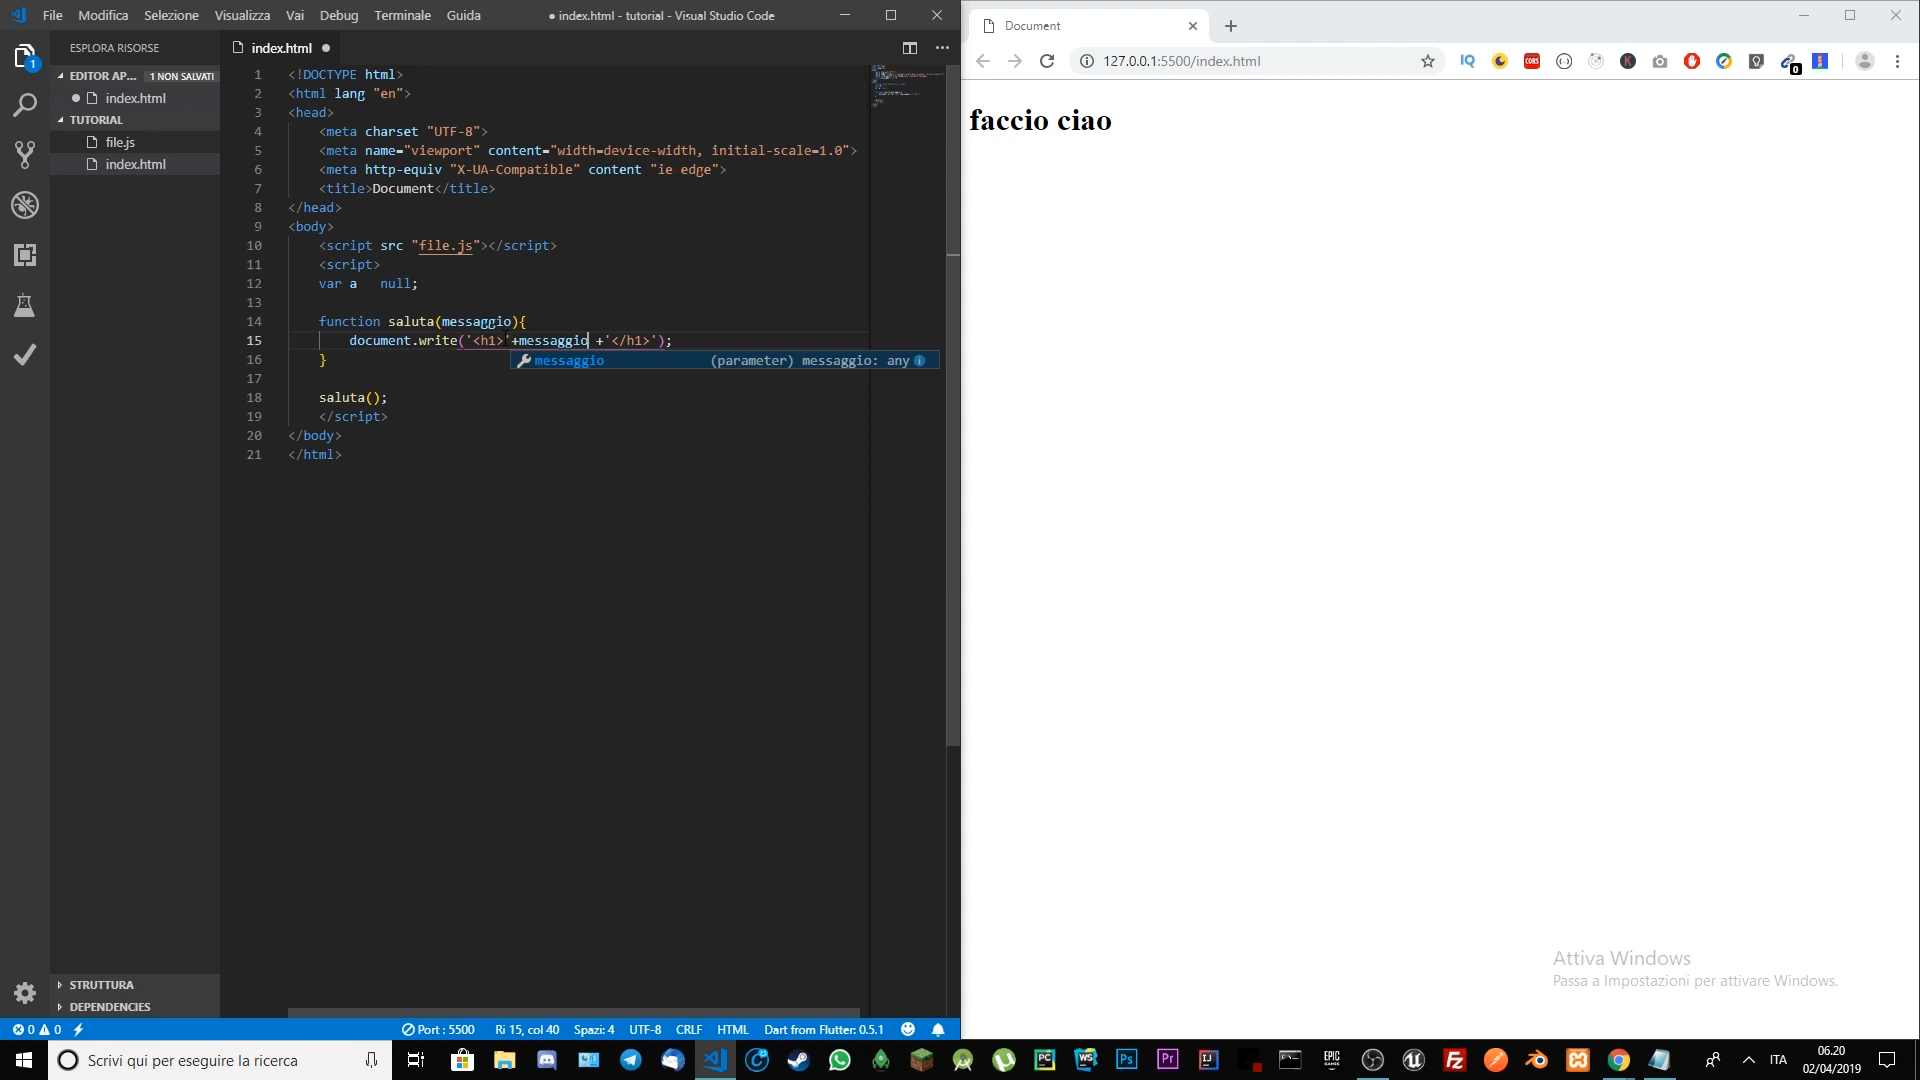 File Modifica Selezione Visualizza Vai Debug Terminale Guida
● index.html - tutorial - Visual Studio Code
ESPLORA RISORSE
EDITOR AP... 1 NON SALVATI
index.html
TUTORIAL
file.js
index.html
STRUTTURA
DEPENDENCIES
index.html
1 <!DOCTYPE html>
2 <html lang "en">
3 <head>
4 <meta charset "UTF-8">
5 <meta name="viewport" content="width=device-width, initial-scale=1.0">
6 <meta http-equiv "X-UA-Compatible" content "ie edge">
7 <title>Document</title>
8 </head>
9 <body>
10 <script src "file.js"></script>
11 <script>
12 var a null;
13
14 function saluta(messaggio){
15 document.write('<h1>'+messaggio +'</h1>');
messaggio (parameter) messaggio: any
16 }
17
18 saluta();
19 </script>
20 </body>
21 </html>
0 0 Port : 5500 Ri 15, col 40 Spazi: 4 UTF-8 CRLF HTML Dart from Flutter: 0.5.1
Document
127.0.0.1:5500/index.html
faccio ciao
Attiva Windows
Passa a Impostazioni per attivare Windows.
Scrivi qui per eseguire la ricerca
ITA
06.20
02/04/2019